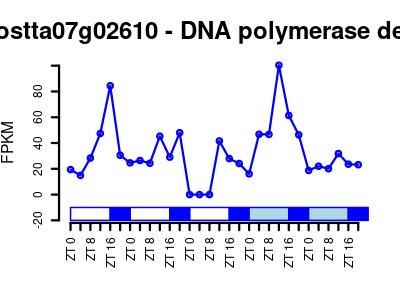 ostta07g02610 - DNA polymerase de
FPKM
80
60
40
20
0
-20
ZT 0
ZT 8
ZT 16
ZT 0
ZT 8
ZT 16
ZT 0
ZT 8
ZT 16
ZT 0
ZT 8
ZT 16
ZT 0
ZT 8
ZT 16